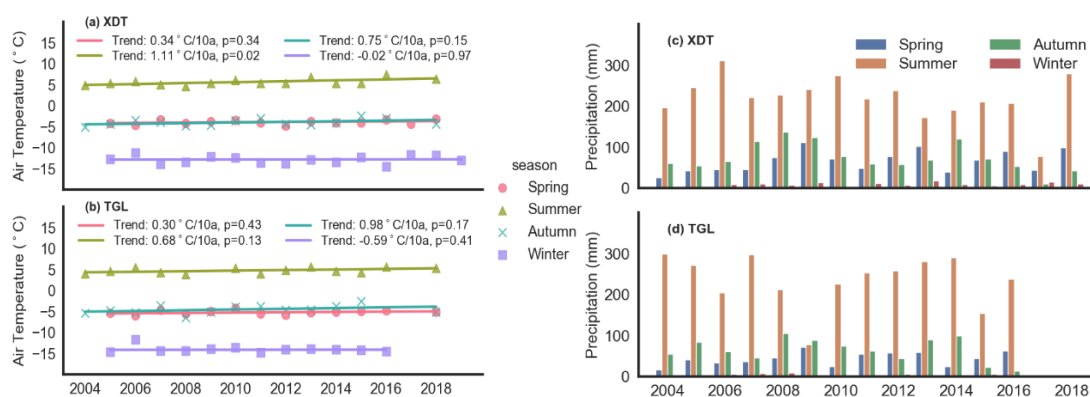 (a) XDT
Trend: 0.34 °C/10a, p=0.34
Trend: 0.75 °C/10a, p=0.15
Trend: 1.11 °C/10a, p=0.02
Trend: -0.02 °C/10a, p=0.97
Air Temperature (°C)
15
10
5
0
−5
−10
−15
(b) TGL
Trend: 0.30 °C/10a, p=0.43
Trend: 0.98 °C/10a, p=0.17
Trend: 0.68 °C/10a, p=0.13
Trend: -0.59 °C/10a, p=0.41
Air Temperature (°C)
15
10
5
0
−5
−10
−15
2004 2006 2008 2010 2012 2014 2016 2018
season
Spring
Summer
Autumn
Winter
(c) XDT
Spring
Autumn
Summer
Winter
Precipitation (mm)
300
200
100
0
(d) TGL
Precipitation (mm)
300
200
100
0
2004 2006 2008 2010 2012 2014 2016 2018